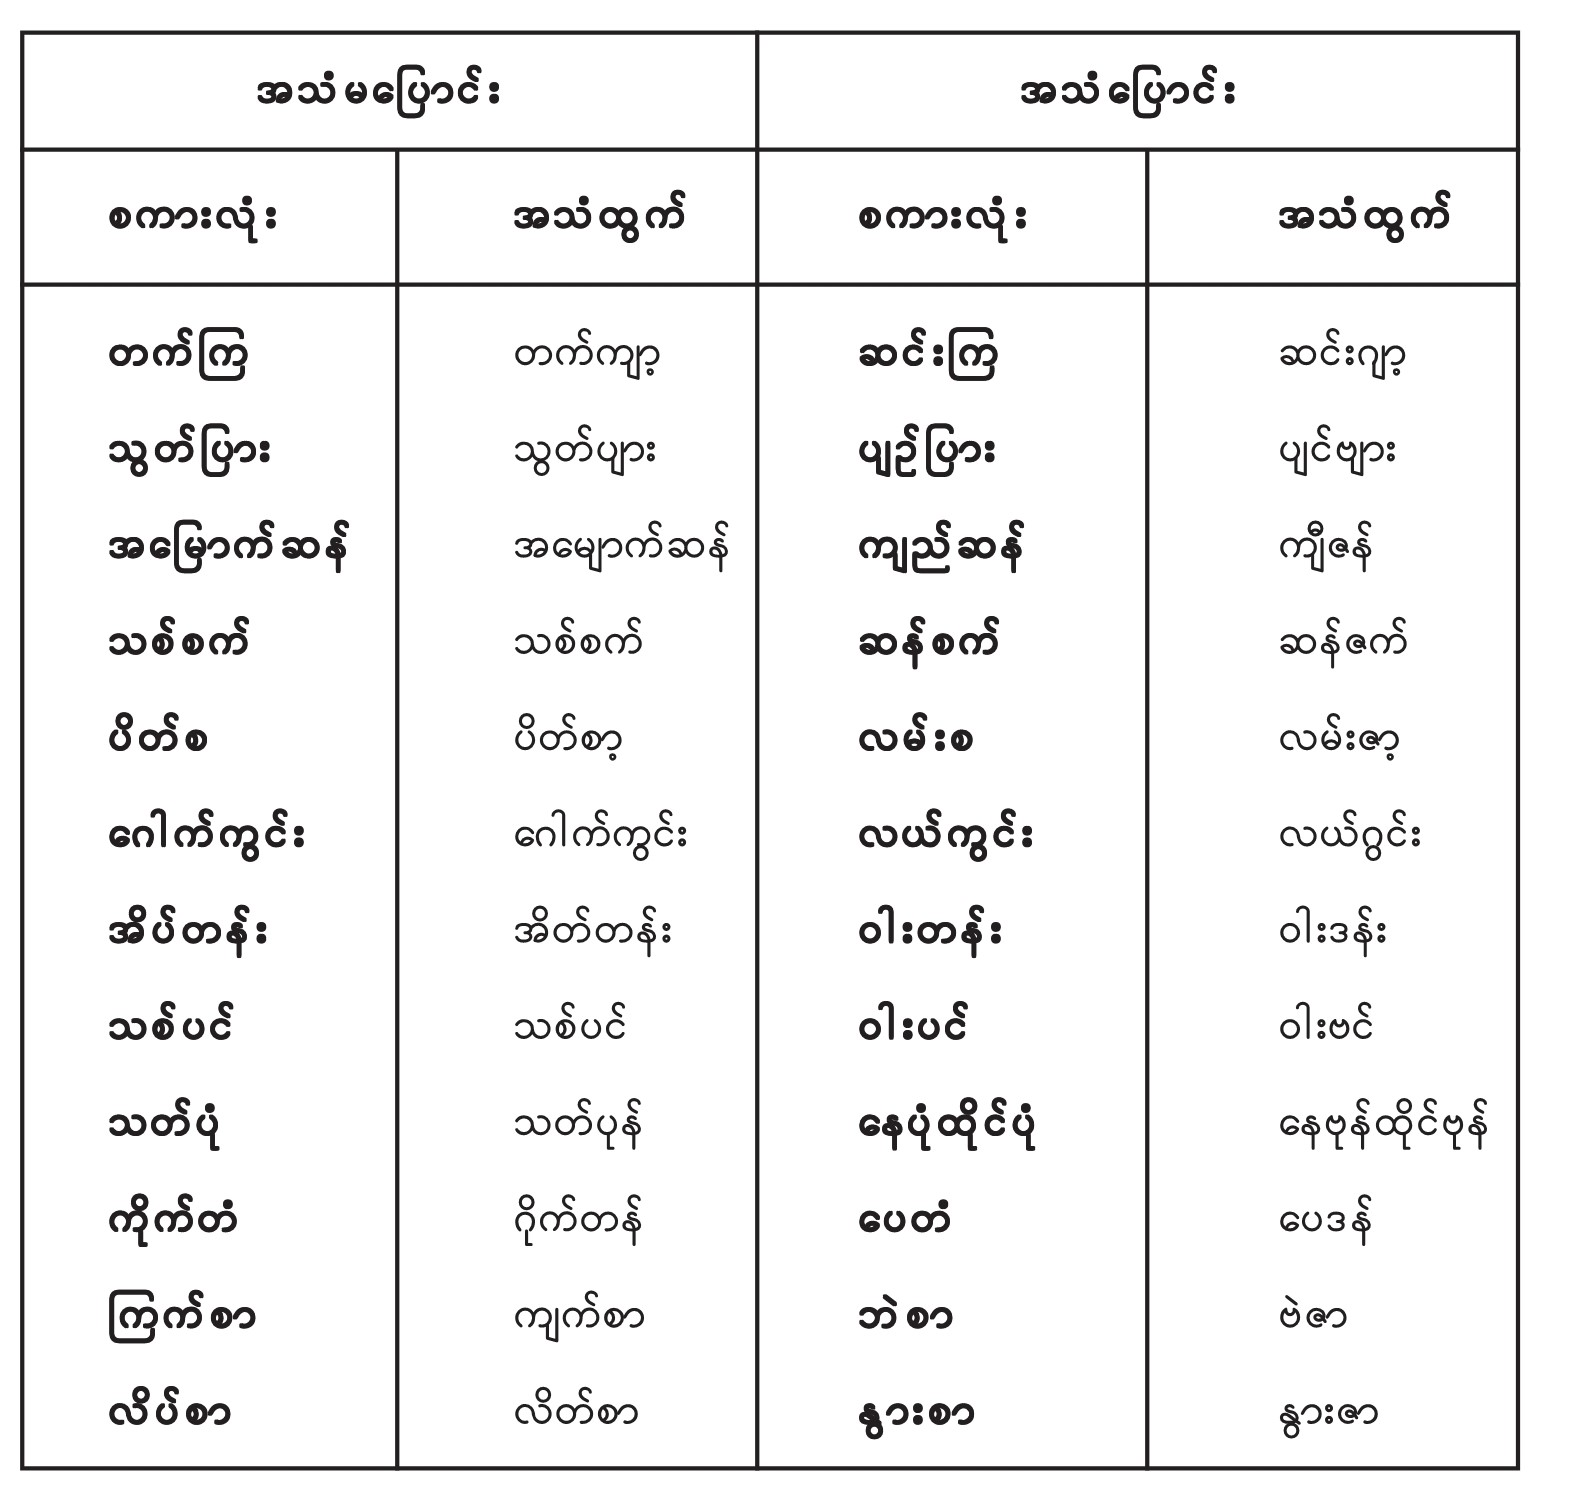 အသံမပြောင်း အသံပြောင်း
စကားလုံး အသံထွက် စကားလုံး အသံထွက်
တက်ကြ တက်ကျာ့ ဆင်းကြ ဆင်းဂျာ့
သွတ်ပြား သွတ်ပျား ပျဉ်ပြား ပျင်ဗျား
အမြောက်ဆန် အမျောက်ဆန် ကျည်ဆန် ကျီဇန်
သစ်စက် သစ်စက် ဆန်စက် ဆန်ဇက်
ပိတ်စ ပိတ်စာ့ လမ်းစ လမ်းဇာ့
ဂေါက်ကွင်း ဂေါက်ကွင်း လယ်ကွင်း လယ်ဂွင်း
အိပ်တန်း အိတ်တန်း ဝါးတန်း ဝါးဒန်း
သစ်ပင် သစ်ပင် ဝါးပင် ဝါးဗင်
သတ်ပုံ သတ်ပုန် နေပုံထိုင်ပုံ နေဗုန်ထိုင်ဗုန်
ကိုက်တံ ဂိုက်တန် ပေတံ ပေဒန်
ကြက်စာ ကျက်စာ ဘဲစာ ဗဲဇာ
လိပ်စာ လိတ်စာ နွားစာ နွားဇာ